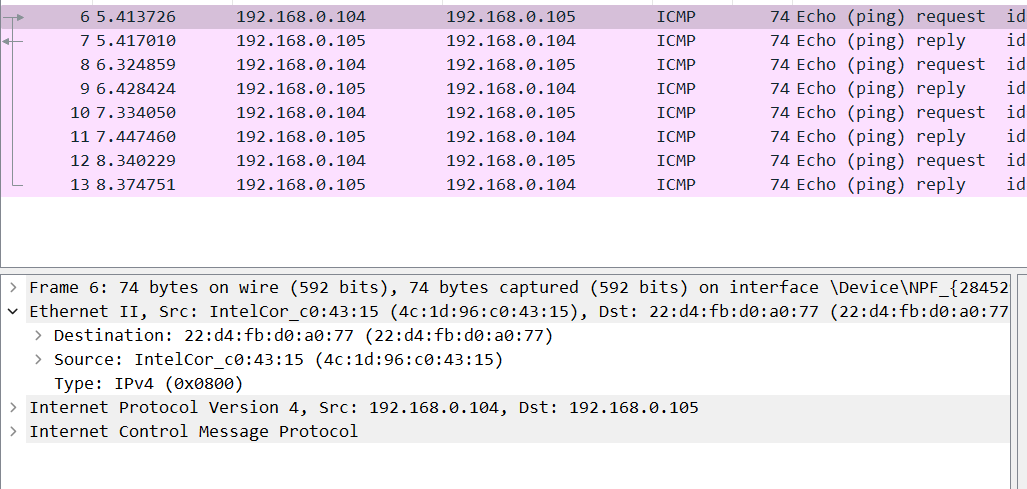 6 5.413726 192.168.0.104 192.168.0.105 ICMP 74 Echo (ping) request id
7 5.417010 192.168.0.105 192.168.0.104 ICMP 74 Echo (ping) reply id
8 6.324859 192.168.0.104 192.168.0.105 ICMP 74 Echo (ping) request id
9 6.428424 192.168.0.105 192.168.0.104 ICMP 74 Echo (ping) reply id
10 7.334050 192.168.0.104 192.168.0.105 ICMP 74 Echo (ping) request id
11 7.447460 192.168.0.105 192.168.0.104 ICMP 74 Echo (ping) reply id
12 8.340229 192.168.0.104 192.168.0.105 ICMP 74 Echo (ping) request id
13 8.374751 192.168.0.105 192.168.0.104 ICMP 74 Echo (ping) reply id
Frame 6: 74 bytes on wire (592 bits), 74 bytes captured (592 bits) on interface \Device\NPF_{28452
Ethernet II, Src: IntelCor_c0:43:15 (4c:1d:96:c0:43:15), Dst: 22:d4:fb:d0:a0:77 (22:d4:fb:d0:a0:77
Destination: 22:d4:fb:d0:a0:77 (22:d4:fb:d0:a0:77)
Source: IntelCor_c0:43:15 (4c:1d:96:c0:43:15)
Type: IPv4 (0x0800)
Internet Protocol Version 4, Src: 192.168.0.104, Dst: 192.168.0.105
Internet Control Message Protocol